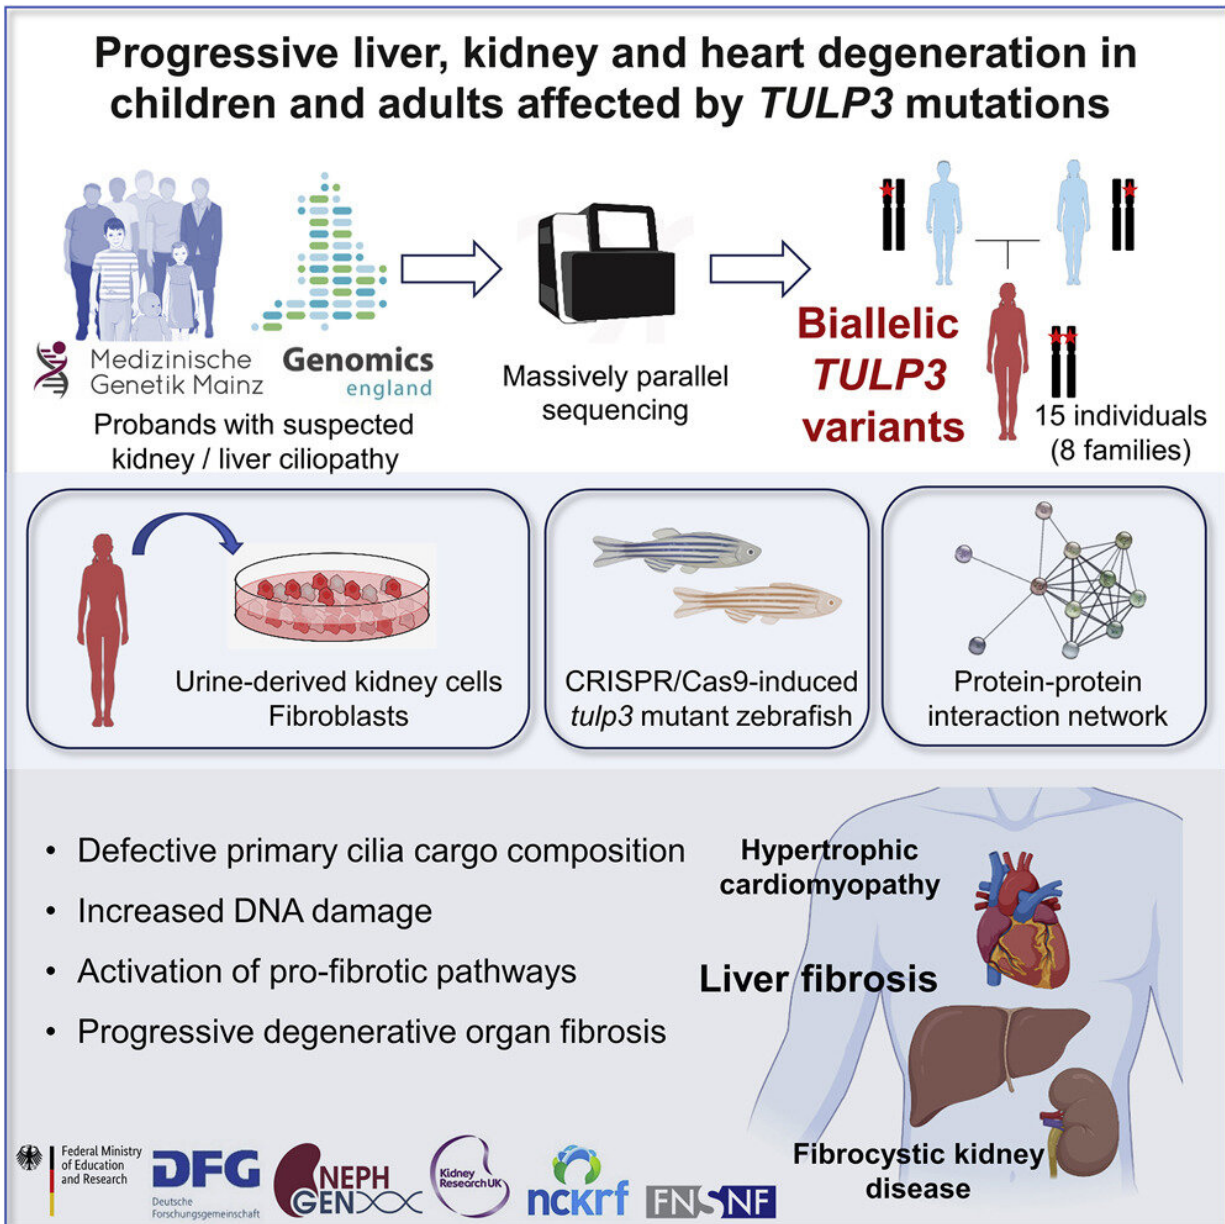 Progressive liver, kidney and heart degeneration in
children and adults affected by TULP3 mutations
Medizinische
Genetik Mainz
Genomics
england
Probands with suspected
kidney / liver ciliopathy
Massively parallel
sequencing
Biallelic
TULP3
variants
15 individuals
(8 families)
Urine-derived kidney cells
Fibroblasts
CRISPR/Cas9-induced
tulp3 mutant zebrafish
Protein-protein
interaction network
• Defective primary cilia cargo composition
• Increased DNA damage
• Activation of pro-fibrotic pathways
• Progressive degenerative organ fibrosis
Hypertrophic
cardiomyopathy
Liver fibrosis
Fibrocystic kidney
disease
Federal Ministry
of Education
and Research
DFG
Deutsche
Forschungsgemeinschaft
NEPH
GEN
Kidney
Research UK
nckrf
FNSNF